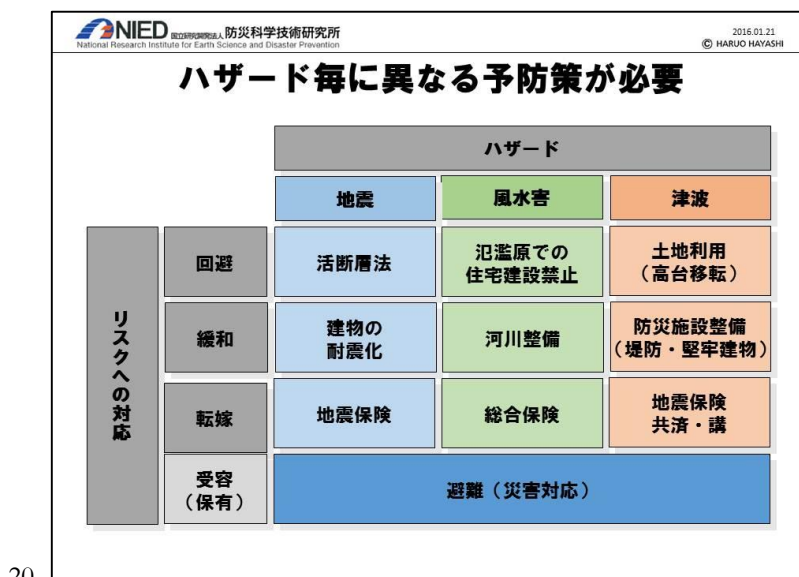 NIED 国立研究開発法人 防災科学技術研究所
National Research Institute for Earth Science and Disaster Prevention
2016.01.21
© HARUO HAYASHI
ハザード毎に異なる予防策が必要
ハザード
地震 風水害 津波
リスクへの対応
回避
活断層法
氾濫原での
住宅建設禁止
土地利用
(高台移転)
緩和
建物の
耐震化
河川整備
防災施設整備
(堤防・堅牢建物)
転嫁
地震保険
総合保険
地震保険
共済・講
受容
(保有)
避難(災害対応)
20